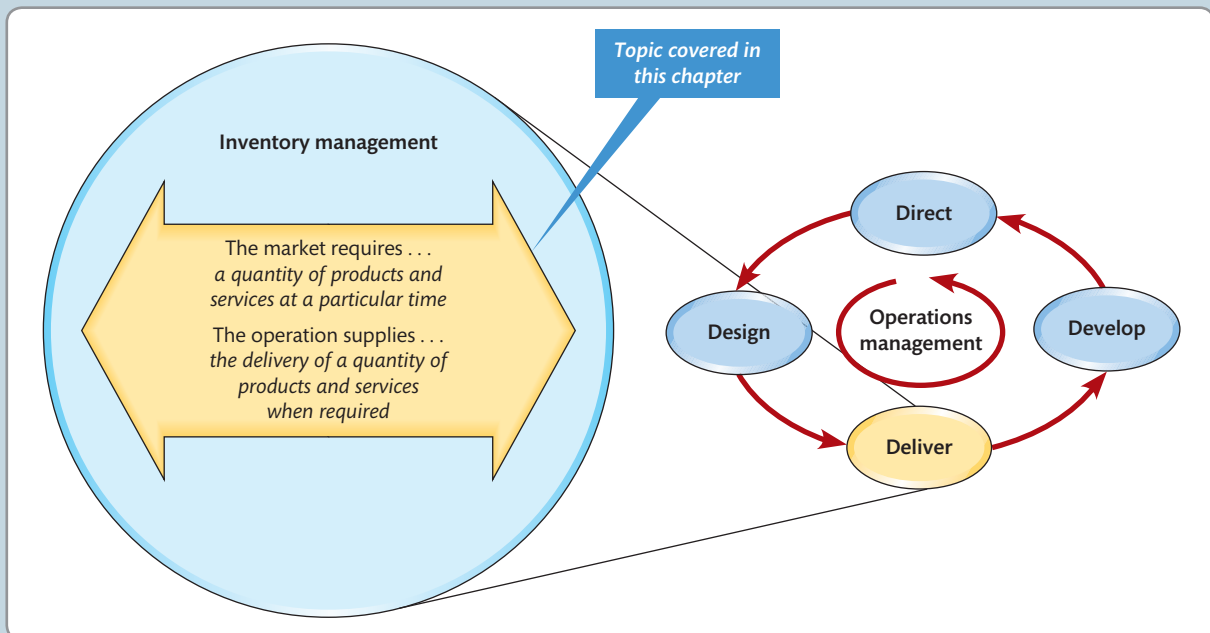 Topic covered in
this chapter
Inventory management
The market requires . . .
a quantity of products and
services at a particular time
The operation supplies . . .
the delivery of a quantity of
products and services
when required
Direct
Design
Operations
management
Develop
Deliver